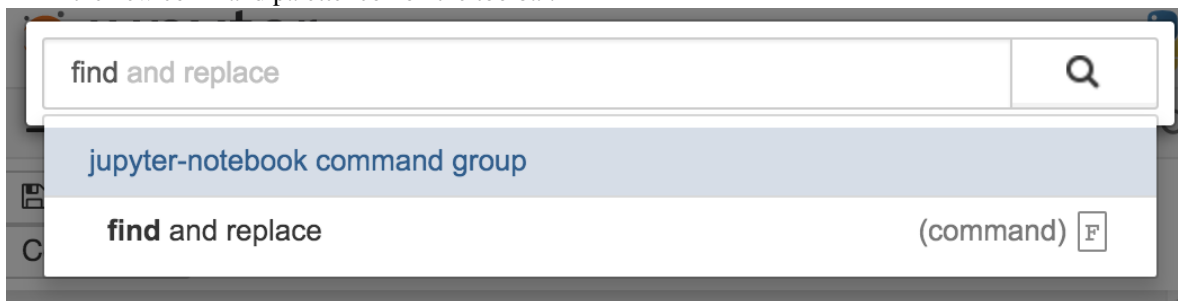 find and replace
jupyter-notebook command group
find and replace (command) F
C